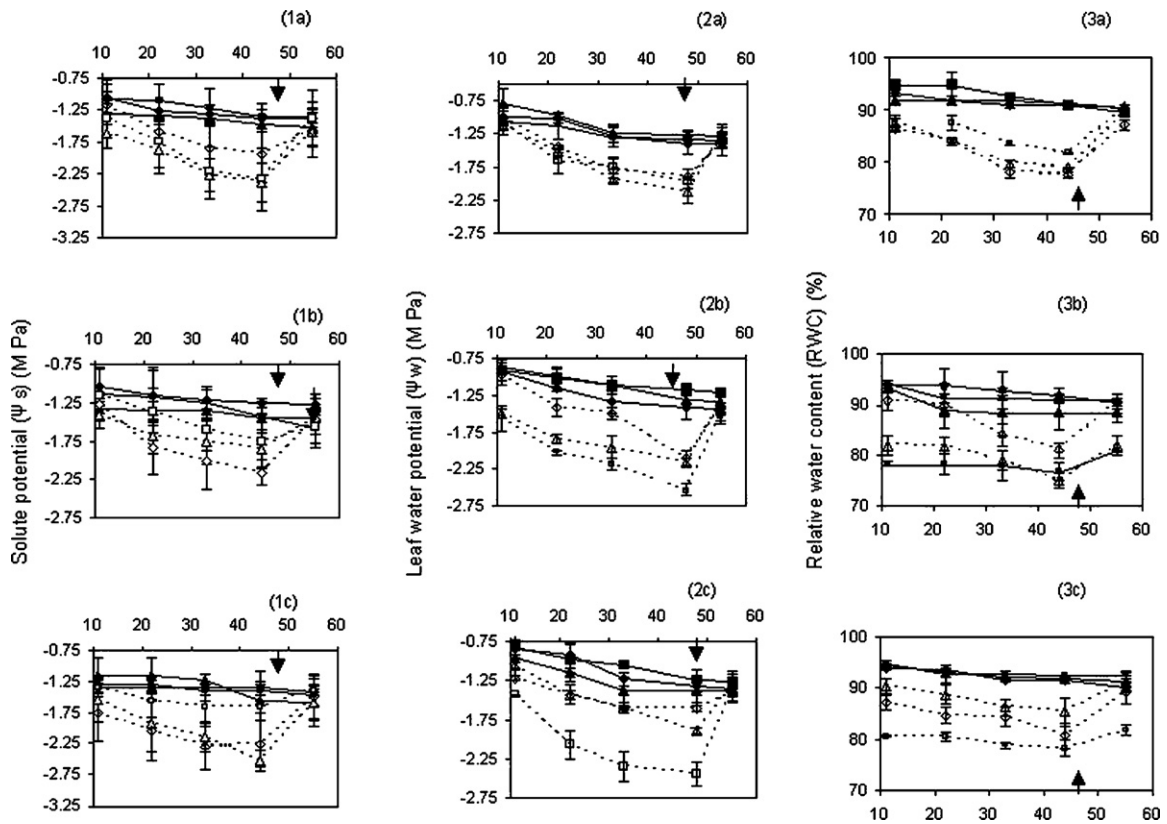 (1a)
10 20 30 40 50 60
-0.75
-1.25
-1.75
-2.25
-2.75
-3.25
(2a)
10 20 30 40 50 60
-0.75
-1.25
-1.75
-2.25
-2.75
(3a)
100
90
80
70
10 20 30 40 50 60
Solute potential (Ψ s) (M Pa)
(1b)
10 20 30 40 50 60
-0.75
-1.25
-1.75
-2.25
-2.75
Leaf water potential (Ψ w) (M Pa)
(2b)
10 20 30 40 50 60
-0.75
-1.25
-1.75
-2.25
-2.75
Relative water content (RWC) (%)
(3b)
100
90
80
70
10 20 30 40 50 60
(1c)
10 20 30 40 50 60
-0.75
-1.25
-1.75
-2.25
-2.75
-3.25
(2c)
10 20 30 40 50 60
-0.75
-1.25
-1.75
-2.25
-2.75
(3c)
100
90
80
70
10 20 30 40 50 60